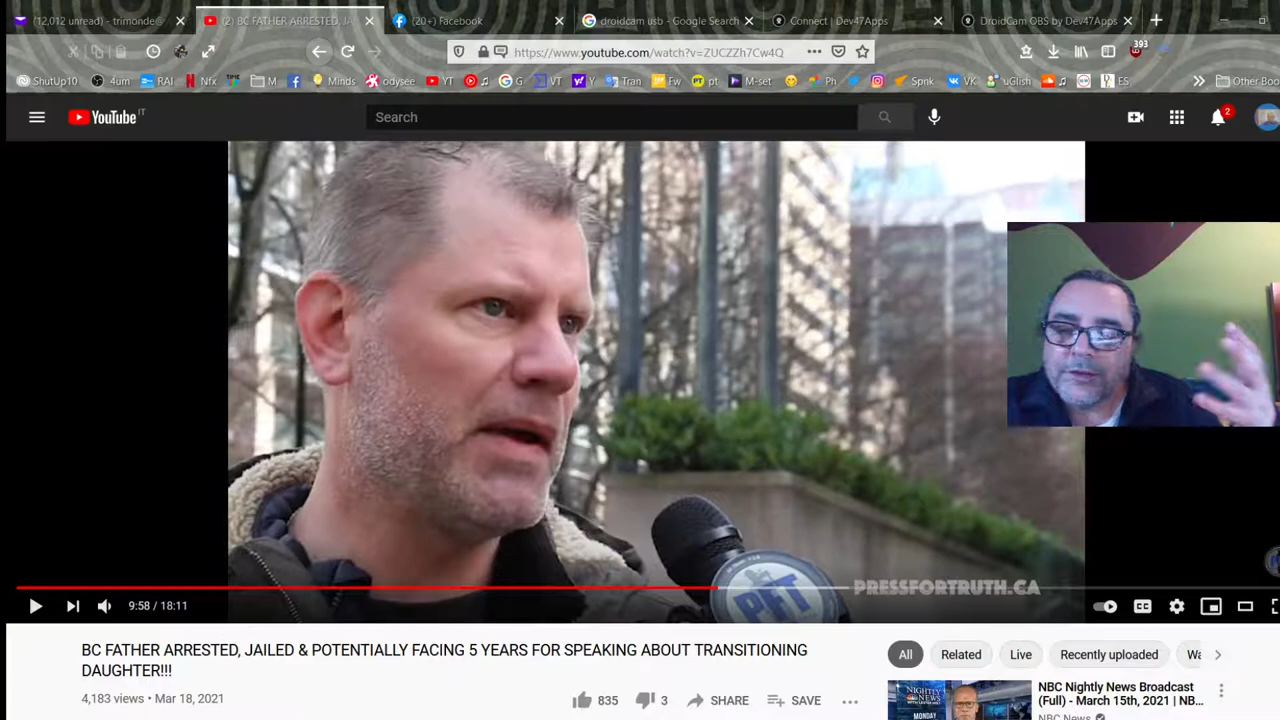 (12,012 unread) - trimonde@
(2) BC FATHER ARRESTED, JA
(20+) Facebook
droidcam usb - Google Search
Connect | Dev47Apps
DroidCam OBS by Dev47Apps
https://www.youtube.com/watch?v=ZUCZZh7Cw4Q
393
ShutUp10
4um
RAI
Nfx
M
Minds
odysee
YT
G
VT
Y
Tran
Fw
pt
M-set
Ph
Spnk
VK
uGlish
ES
Other Boo
YouTube IT
Search
2
PFT
PRESSFORTRUTH.CA
9:58 / 18:11
BC FATHER ARRESTED, JAILED & POTENTIALLY FACING 5 YEARS FOR SPEAKING ABOUT TRANSITIONING
DAUGHTER!!!
4,183 views • Mar 18, 2021
835
3
SHARE
SAVE
All
Related
Live
Recently uploaded
Wa
NIGHTLY
NEWS
MONDAY
NBC Nightly News Broadcast
(Full) - March 15th, 2021 | NB...
NBC News